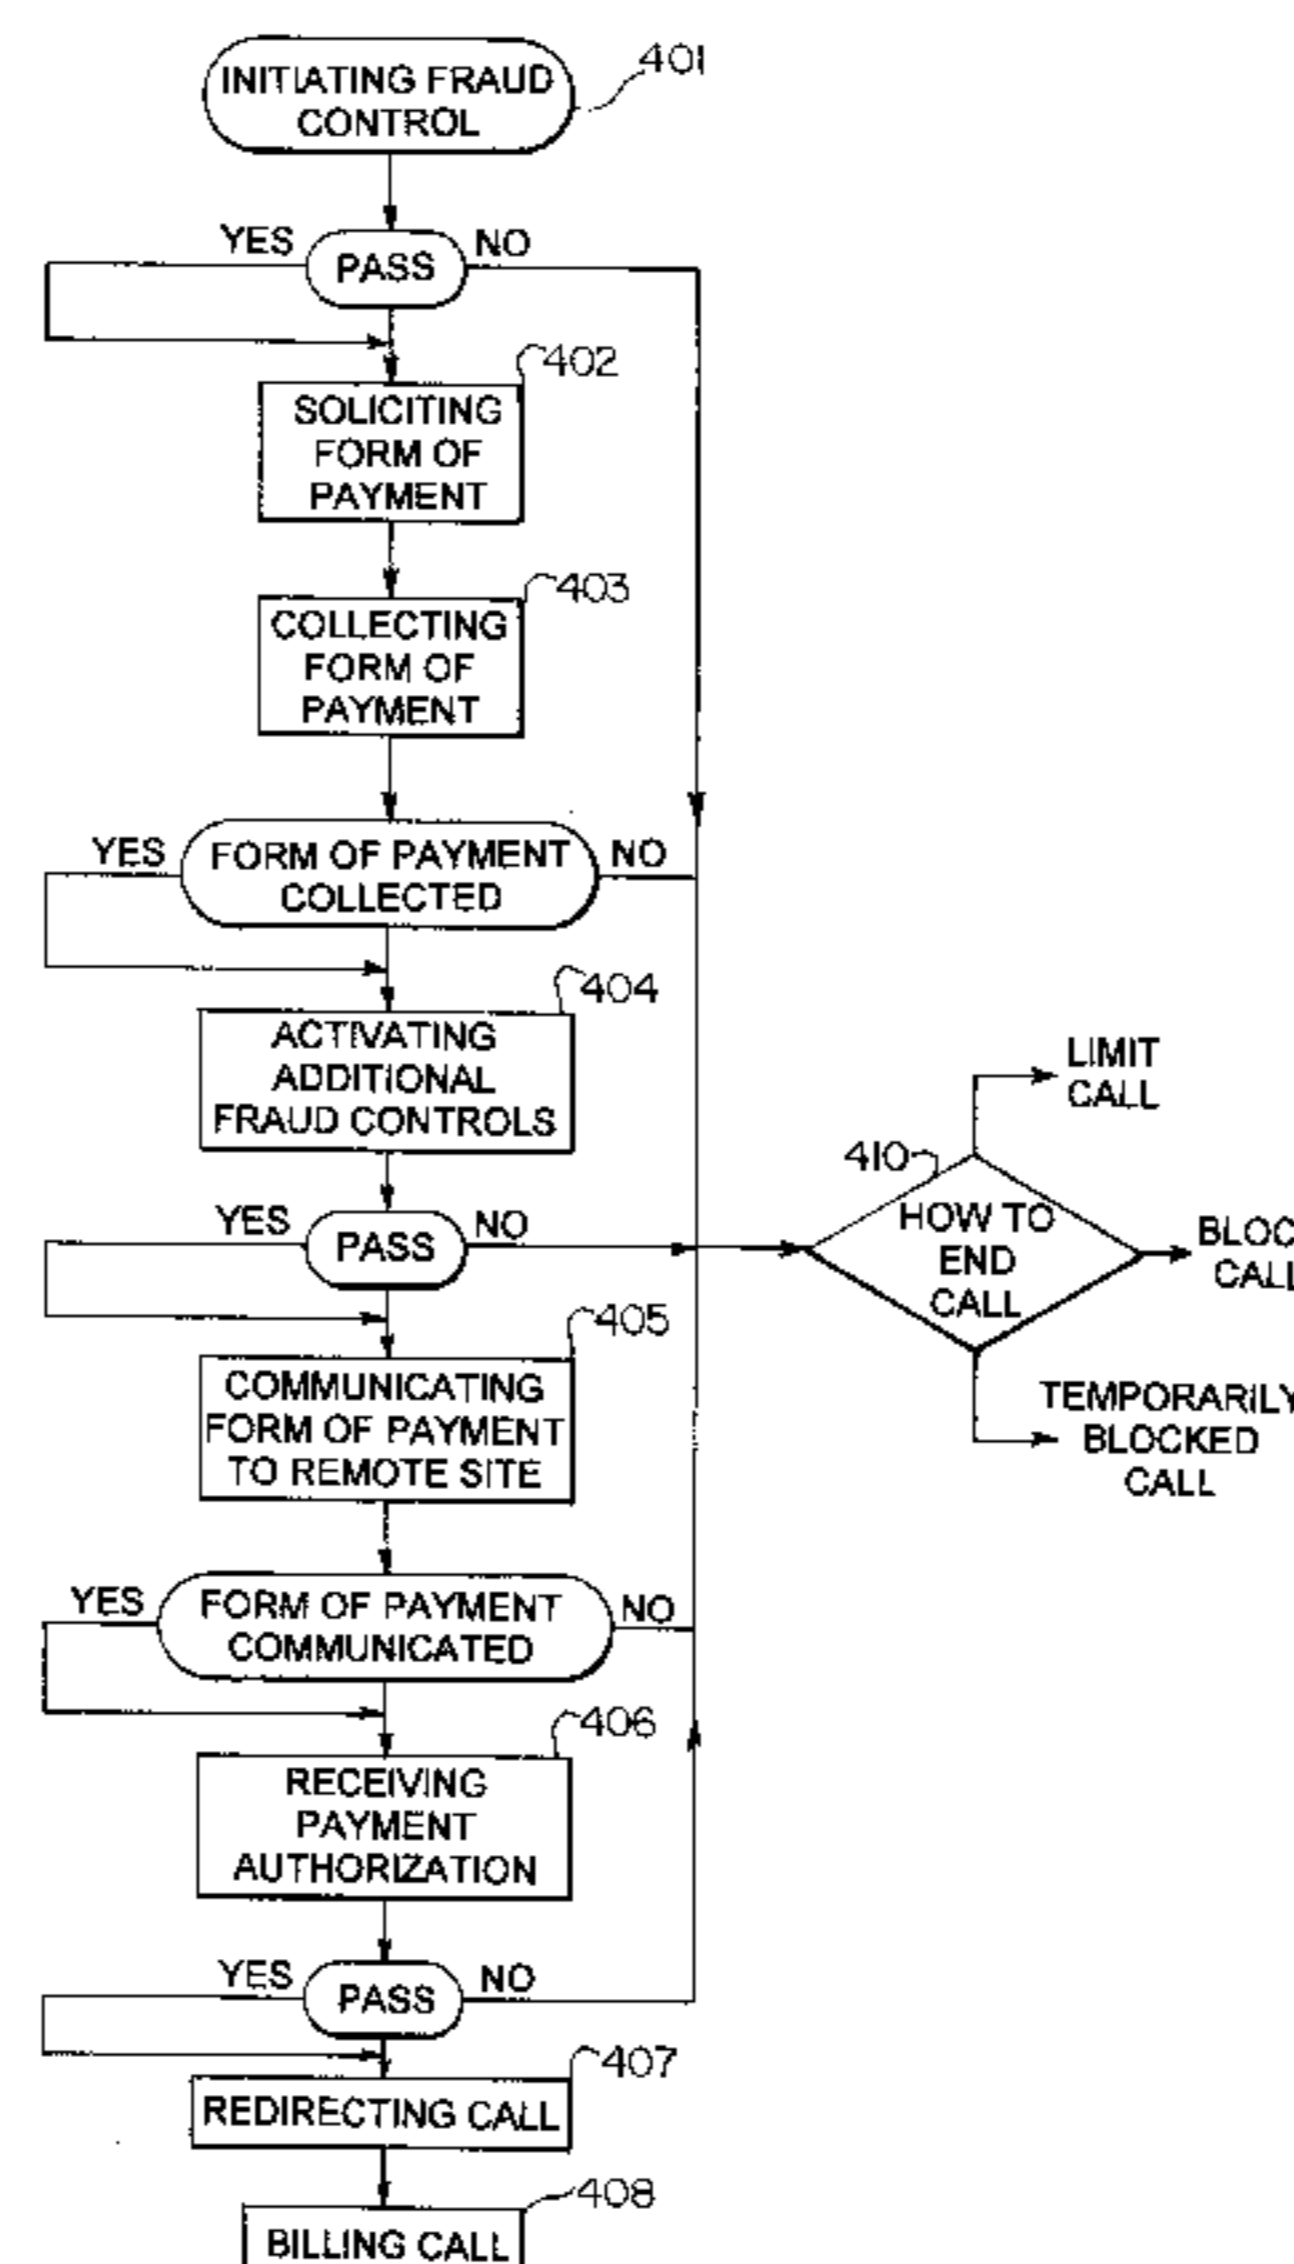 INITIATING FRAUD
CONTROL
401
YES
PASS
NO
402
SOLICITING
FORM OF
PAYMENT
403
COLLECTING
FORM OF
PAYMENT
YES
FORM OF PAYMENT
COLLECTED
NO
404
ACTIVATING
ADDITIONAL
FRAUD CONTROLS
YES
PASS
NO
405
COMMUNICATING
FORM OF PAYMENT
TO REMOTE SITE
YES
FORM OF PAYMENT
COMMUNICATED
NO
406
RECEIVING
PAYMENT
AUTHORIZATION
YES
PASS
NO
407
REDIRECTING CALL
408
BILLING CALL
LIMIT
CALL
410
HOW TO
END
CALL
BLOC
CALL
TEMPORARILY
BLOCKED
CALL